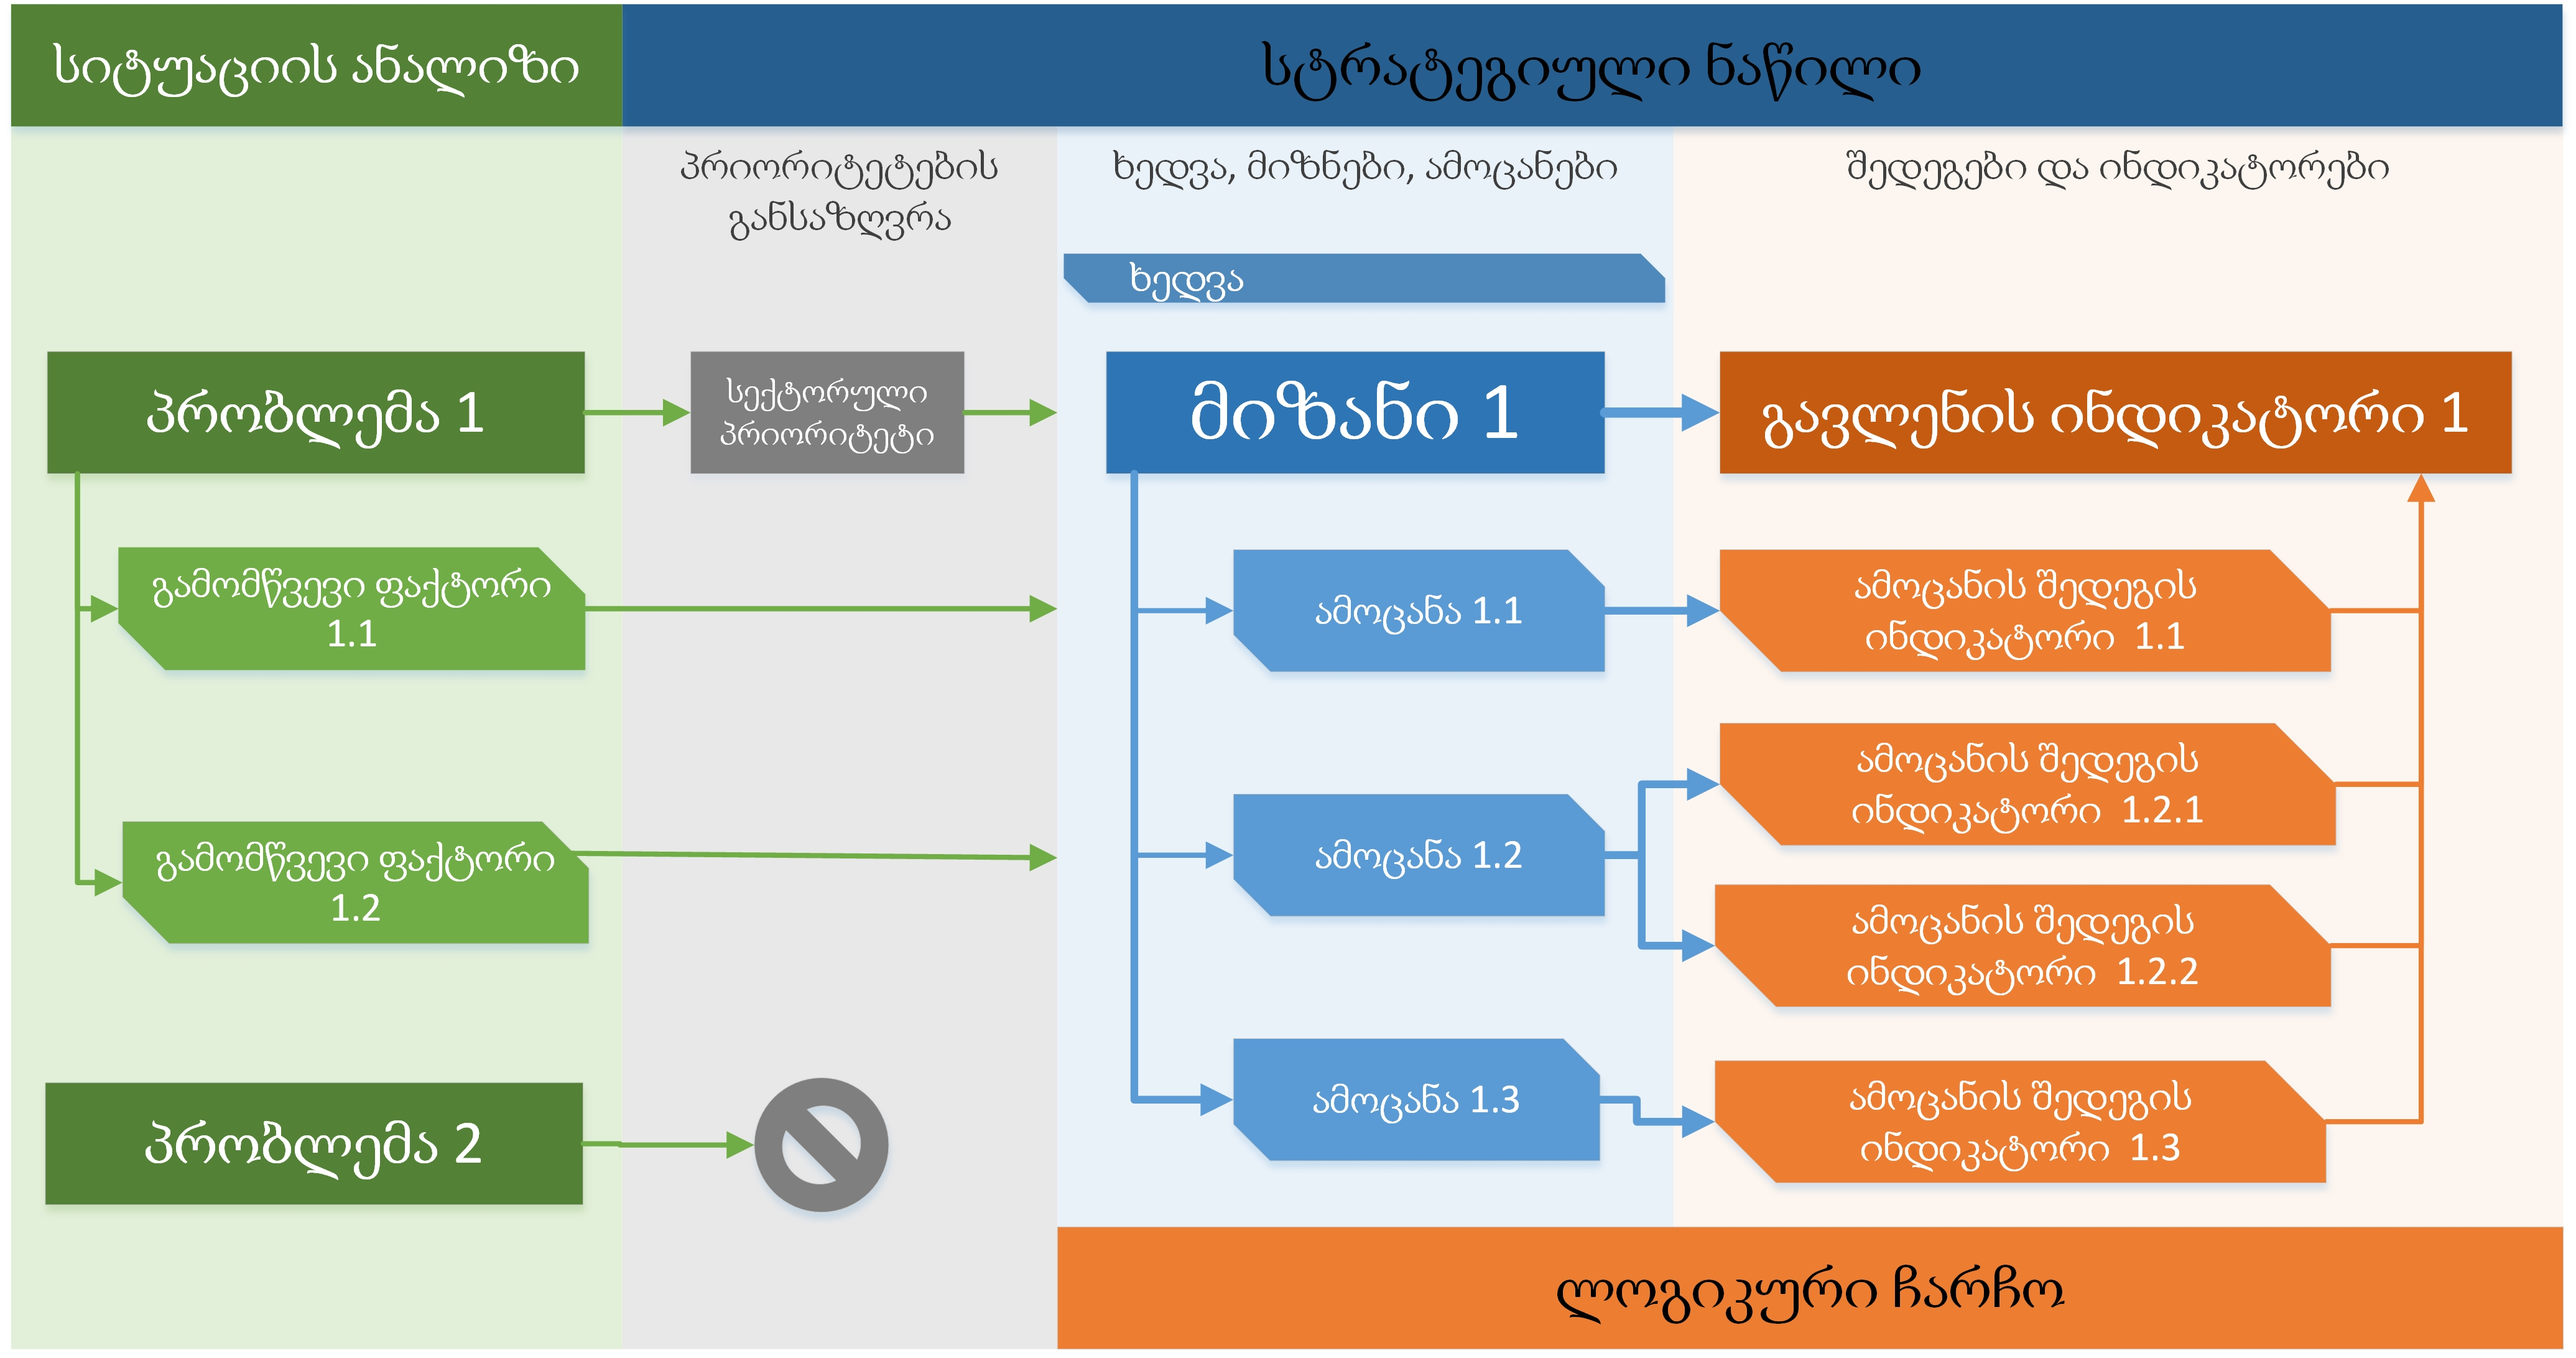 სიტუაციის ანალიზი
სტრატეგიული ნაწილი
პრიორიტეტების
განსაზღვრა
ხედვა, მიზნები, ამოცანები
შედეგები და ინდიკატორები
ხედვა
პრობლემა 1
სექტორული
პრიორიტეტი
მიზანი 1
გავლენის ინდიკატორი 1
გამომწვევი ფაქტორი
1.1
ამოცანა 1.1
ამოცანის შედეგის
ინდიკატორი 1.1
გამომწვევი ფაქტორი
1.2
ამოცანა 1.2
ამოცანის შედეგის
ინდიკატორი 1.2.1
ამოცანის შედეგის
ინდიკატორი 1.2.2
პრობლემა 2
ამოცანა 1.3
ამოცანის შედეგის
ინდიკატორი 1.3
ლოგიკური ჩარჩო